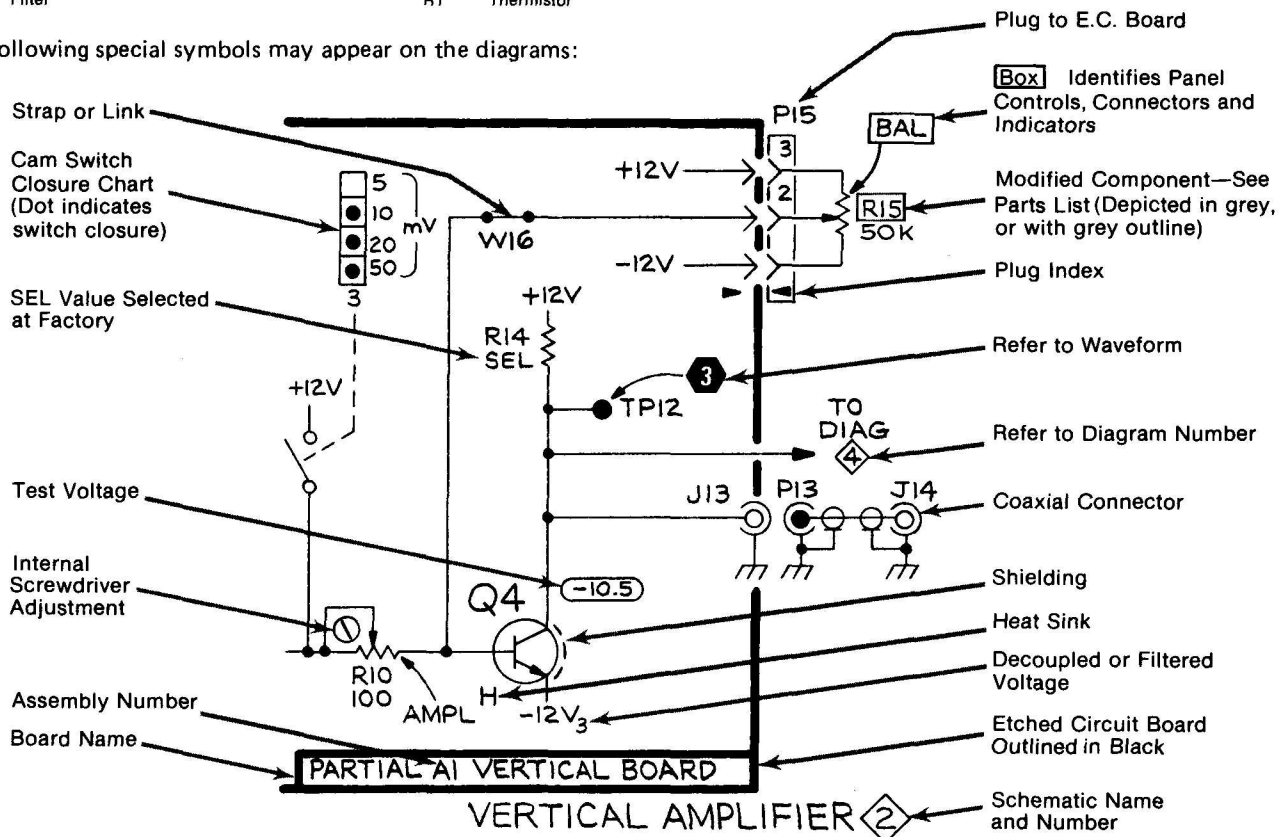 Filter
RT Thermistor
ollowing special symbols may appear on the diagrams:
Strap or Link
Cam Switch
Closure Chart
(Dot indicates
switch closure)
SEL Value Selected
at Factory
Test Voltage
Internal
Screwdriver
Adjustment
Assembly Number
Board Name
5
10
20
50
mV
3
+12V
W16
+12V
-12V
P15
3
2
BAL
R15
50K
+12V
R14
SEL
3
TP12
TO
DIAG
4
J13
P13
J14
-10.5
Q4
R10
100
AMPL
H
-12V3
PARTIAL A1 VERTICAL BOARD
VERTICAL AMPLIFIER 2
Plug to E.C. Board
Box Identifies Panel
Controls, Connectors and
Indicators
Modified Component—See
Parts List (Depicted in grey,
or with grey outline)
Plug Index
Refer to Waveform
Refer to Diagram Number
Coaxial Connector
Shielding
Heat Sink
Decoupled or Filtered
Voltage
Etched Circuit Board
Outlined in Black
Schematic Name
and Number